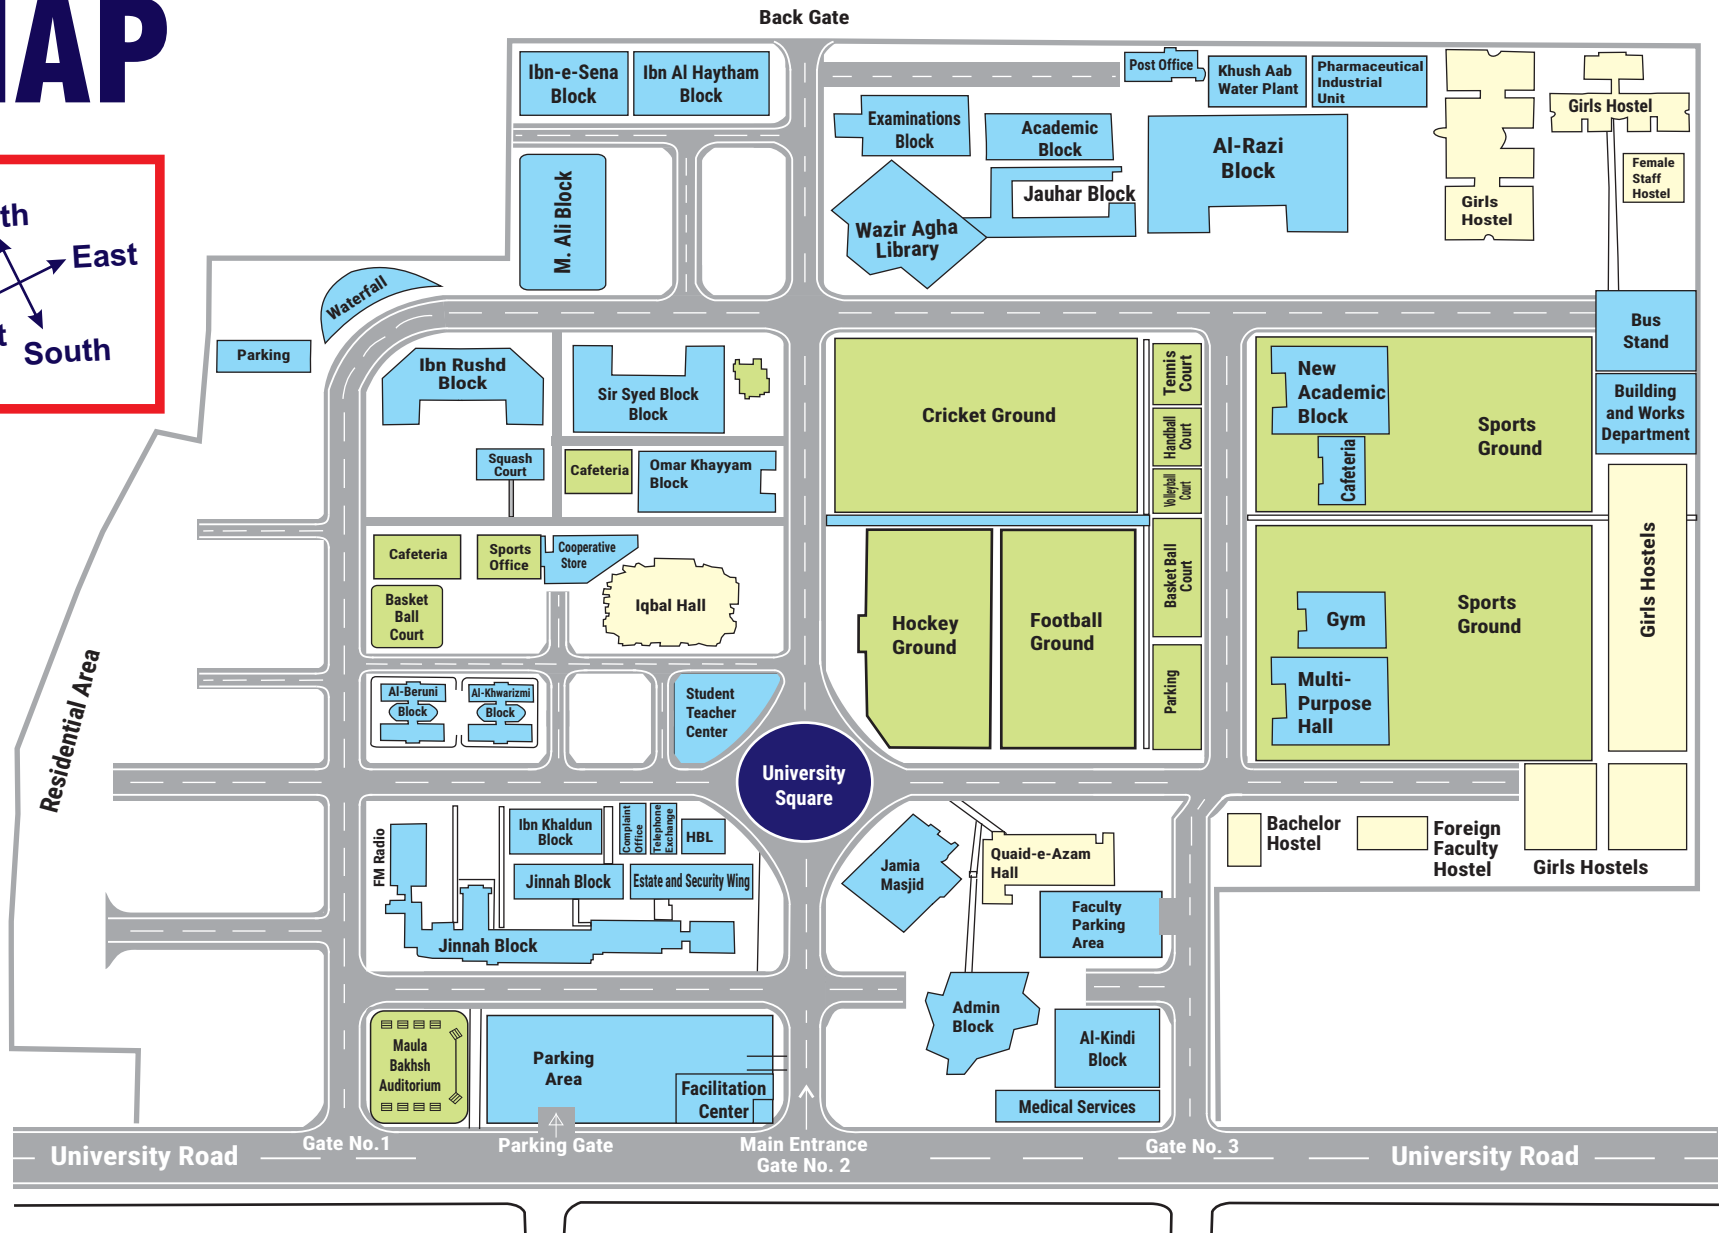 MAP
Back Gate
Ibn-e-Sena
Block
Ibn Al Haytham
Block
Post Office
Khush Aab
Water Plant
Pharmaceutical
Industrial
Unit
Girls Hostel
Examinations
Block
Academic
Block
Al-Razi
Block
Female
Staff
Hostel
M. Ali Block
Jauhar Block
Girls
Hostel
Wazir Agha
Library
East
South
Waterfall
Parking
Bus
Stand
Ibn Rushd
Block
Sir Syed Block
Block
Cricket Ground
Tennis
Court
New
Academic
Block
Sports
Ground
Building
and Works
Department
Handball
Court
Squash
Court
Cafeteria
Omar Khayyam
Block
Volleyball
Court
Cafeteria
Cafeteria
Sports
Office
Cooperative
Store
Basket Ball
Court
Girls Hostels
Basket
Ball
Court
Iqbal Hall
Hockey
Ground
Football
Ground
Gym
Sports
Ground
Residential Area
Al-Beruni
Block
Al-Khwarizmi
Block
Student
Teacher
Center
Parking
Multi-
Purpose
Hall
University
Square
FM Radio
Ibn Khaldun
Block
Complaint
Office
Telephone
Exchange
HBL
Jinnah Block
Estate and Security Wing
Jinnah Block
Jamia
Masjid
Quaid-e-Azam
Hall
Bachelor
Hostel
Foreign
Faculty
Hostel
Girls Hostels
Faculty
Parking
Area
Admin
Block
Al-Kindi
Block
Medical Services
Maula
Bakhsh
Auditorium
Parking
Area
Facilitation
Center
University Road
Gate No.1
Parking Gate
Main Entrance
Gate No. 2
Gate No. 3
University Road